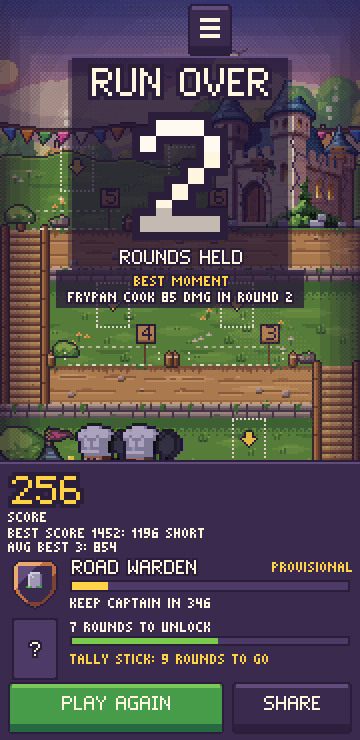 RUN OVER
5
6
2
ROUNDS HELD
BEST MOMENT
FRYPAN COOK 85 DMG IN ROUND 2
4
3
256
SCORE
BEST SCORE 1452: 1196 SHORT
AVG BEST 3: 854
ROAD WARDEN
PROVISIONAL
KEEP CAPTAIN IN 346
?
7 ROUNDS TO UNLOCK
TALLY STICK: 9 ROUNDS TO GO
PLAY AGAIN
SHARE